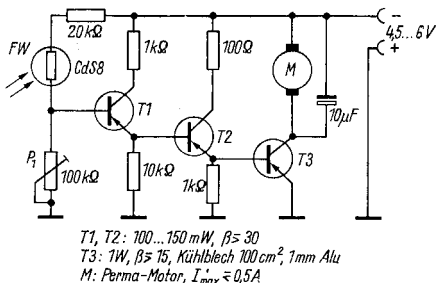 FW
20kΩ
CdS8
1kΩ
100Ω
M
−
4,5...6V
+
10µF
T1
T2
T3
P1
100kΩ
10kΩ
1kΩ
T1, T2: 100...150 mW, β ≥ 30
T3: 1W, β ≥ 15, Kühlblech 100 cm², 1mm Alu
M: Perma-Motor, I'max ≈ 0,5A